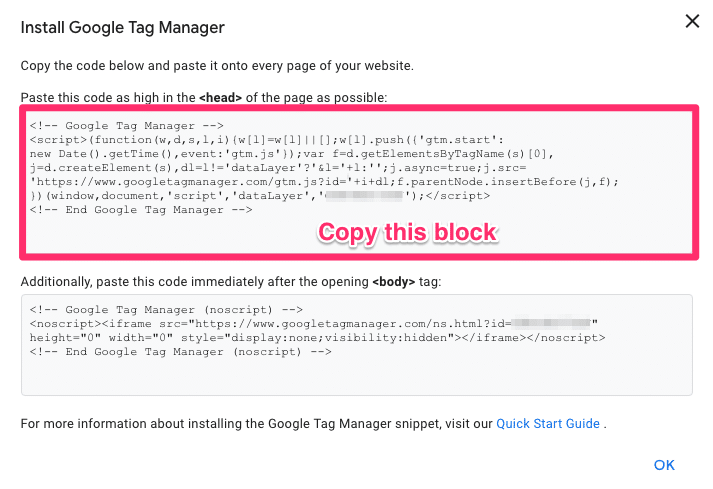 Install Google Tag Manager
Copy the code below and paste it onto every page of your website.
Paste this code as high in the <head> of the page as possible:
<!-- Google Tag Manager -->
<script>(function(w,d,s,l,i){w[l]=w[l]||[];w[l].push({'gtm.start':
new Date().getTime(),event:'gtm.js'});var f=d.getElementsByTagName(s)[0],
j=d.createElement(s),dl=l!='dataLayer'?'&l='+l:'';j.async=true;j.src=
'https://www.googletagmanager.com/gtm.js?id='+i+dl;f.parentNode.insertBefore(j,f);
})(window,document,'script','dataLayer','');</script>
<!-- End Google Tag Manager -->
Copy this block
Additionally, paste this code immediately after the opening <body> tag:
<!-- Google Tag Manager (noscript) -->
<noscript><iframe src="https://www.googletagmanager.com/ns.html?id="
height="0" width="0" style="display:none;visibility:hidden"></iframe></noscript>
<!-- End Google Tag Manager (noscript) -->
For more information about installing the Google Tag Manager snippet, visit our Quick Start Guide .
OK